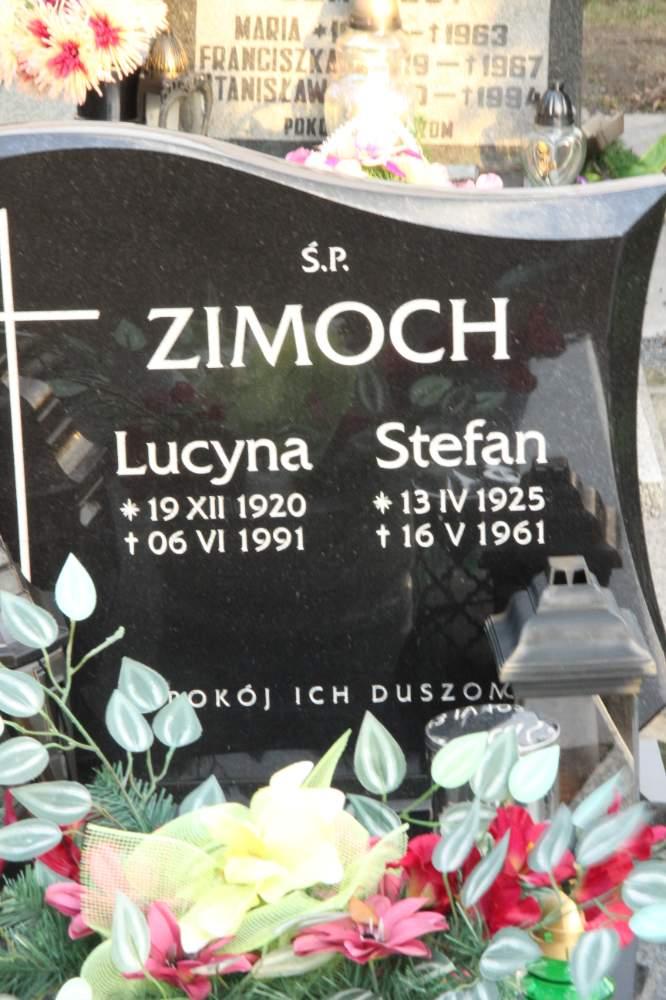 MARIA
† 1963
FRANCISZKA
9 – † 1967
– † 1994
Ś.P.
ZIMOCH
Lucyna Stefan
* 19 XII 1920 * 13 IV 1925
† 06 VI 1991 † 16 V 1961
POKÓJ ICH DUSZOM